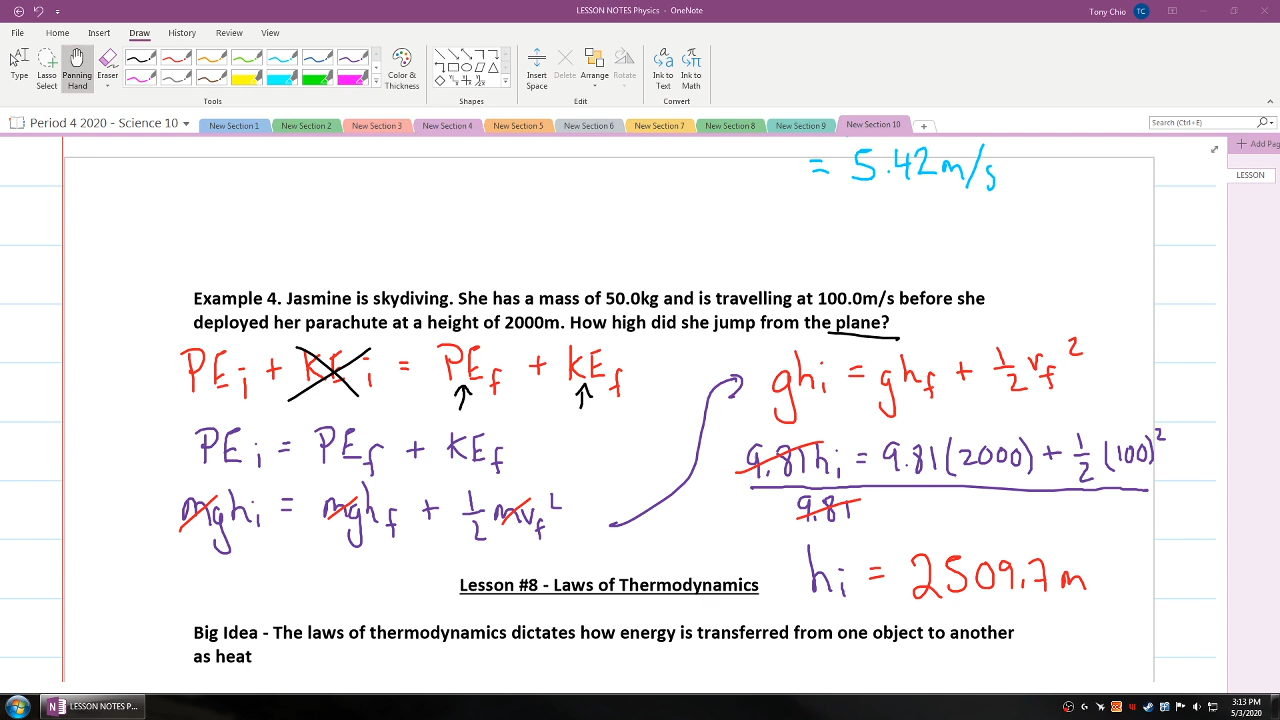 LESSON NOTES Physics - OneNote
Tony Chio TC
File Home Insert Draw History Review View
Type Lasso Select Panning Hand Eraser Color & Thickness Insert Space Delete Arrange Rotate Ink to Text Ink to Math
Tools Shapes Edit Convert
Period 4 2020 - Science 10 New Section 1 New Section 2 New Section 3 New Section 4 New Section 5 New Section 6 New Section 7 New Section 8 New Section 9 New Section 10 Search (Ctrl+E)
Add Pag
LESSON
= 5.42m/s
Example 4. Jasmine is skydiving. She has a mass of 50.0kg and is travelling at 100.0m/s before she
deployed her parachute at a height of 2000m. How high did she jump from the plane?
PEi + KEi = PEf + KEf
ghi = ghf + 1/2 vf²
PEi = PEf + KEf
9.81hi = 9.81(2000) + 1/2 (100)²
9.81
mghi = mghf + 1/2 mvf²
hi = 2509.7m
Lesson #8 - Laws of Thermodynamics
Big Idea - The laws of thermodynamics dictates how energy is transferred from one object to another
as heat
LESSON NOTES P...
3:13 PM
5/3/2020